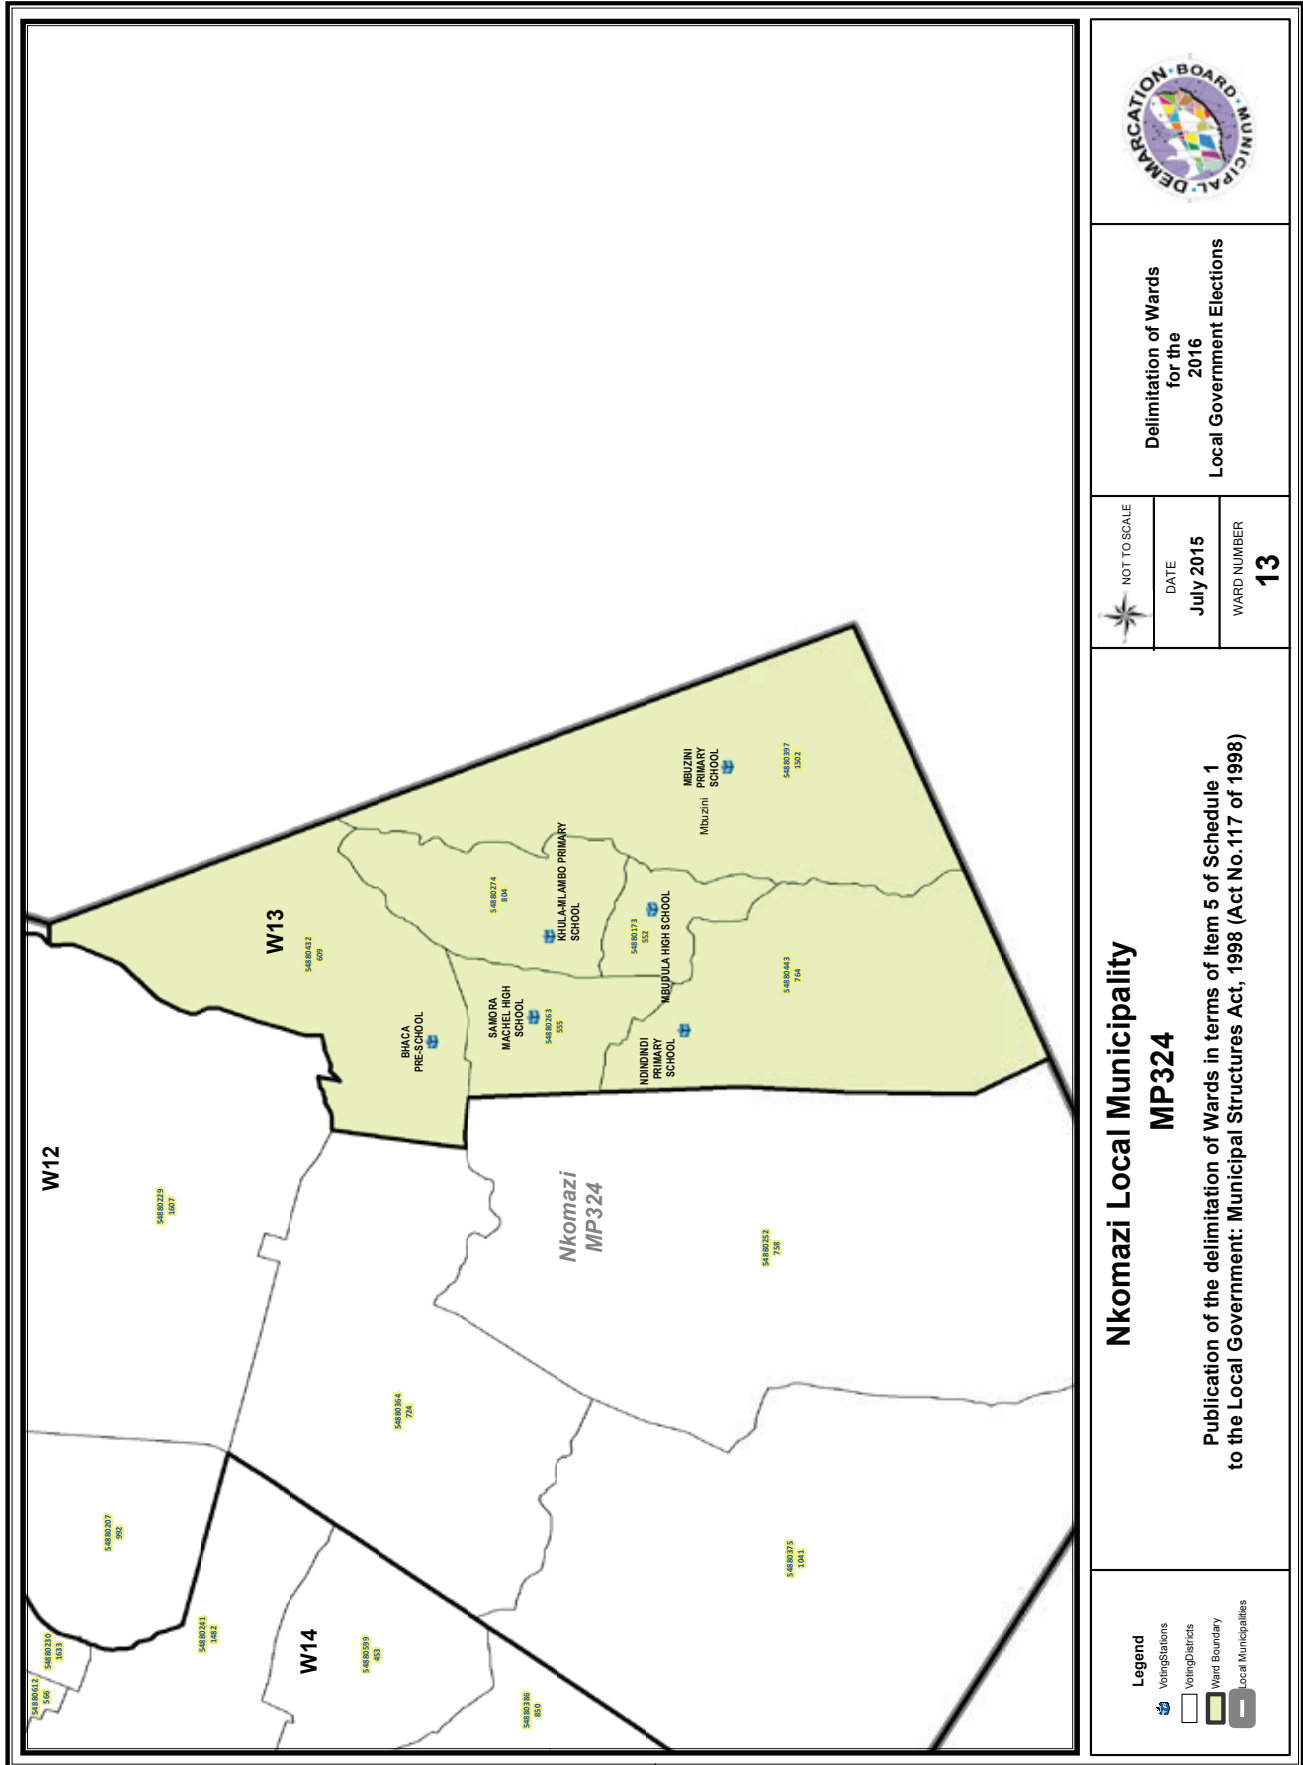 W12
54880229
1607
54880207
992
54880230
1633
54880612
566
54880241
1482
W14
54880599
453
54880386
850
54880364
724
54880375
1041
54880252
758
Nkomazi
MP324
W13
54880432
609
BHACA
PRE-SCHOOL
SAMORA
MACHEL HIGH
SCHOOL
54880263
555
54880274
804
KHULA-MLAMBO PRIMARY
SCHOOL
54880173
552
MBUDULA HIGH SCHOOL
NDINDINDI
PRIMARY
SCHOOL
54880443
764
MBUZINI
PRIMARY
SCHOOL
Mbuzini
54880397
1502
Legend
VotingStations
VotingDistricts
Ward Boundary
Local Municipalities
Nkomazi Local Municipality
MP324
Publication of the delimitation of Wards in terms of Item 5 of Schedule 1
to the Local Government: Municipal Structures Act, 1998 (Act No.117 of 1998)
NOT TO SCALE
DATE
July 2015
WARD NUMBER
13
Delimitation of Wards
for the
2016
Local Government Elections
MUNICIPAL · DEMARCATION · BOARD